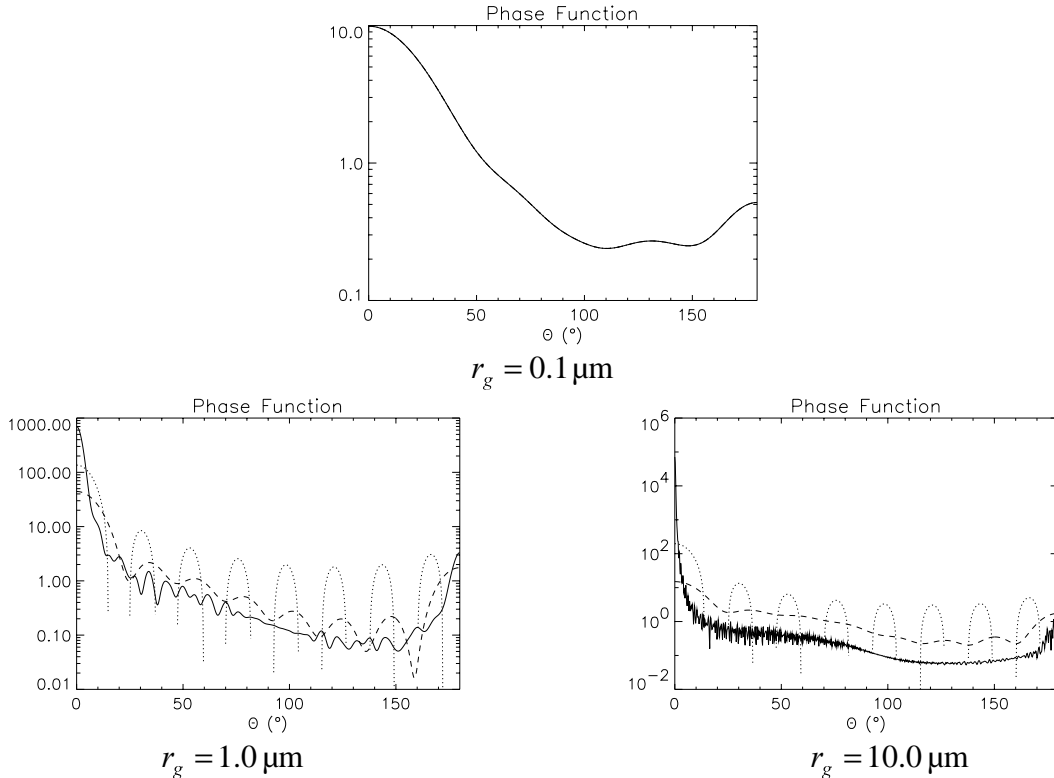 Phase Function
10.0
1.0
0.1
0 50 100 150
Θ (°)
r_g = 0.1 µm
Phase Function
1000.00
100.00
10.00
1.00
0.10
0.01
0 50 100 150
Θ (°)
r_g = 1.0 µm
Phase Function
10^6
10^4
10^2
10^0
10^-2
0 50 100 150
Θ (°)
r_g = 10.0 µm